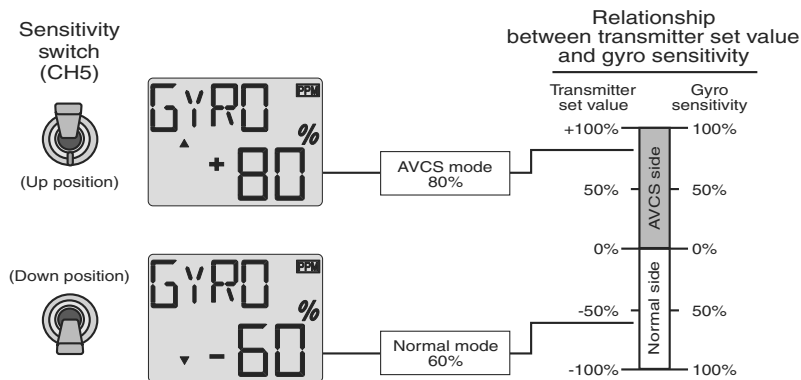 Sensitivity
switch
(CH5)
(Up position)
GYRO PPM
%
▲ + 80
AVCS mode
80%
(Down position)
GYRO PPM
%
▼ - 60
Normal mode
60%
Relationship
between transmitter set value
and gyro sensitivity
Transmitter
set value
Gyro
sensitivity
+100% 100%
50% 50%
0% 0%
-50% 50%
-100% 100%
AVCS side
Normal side